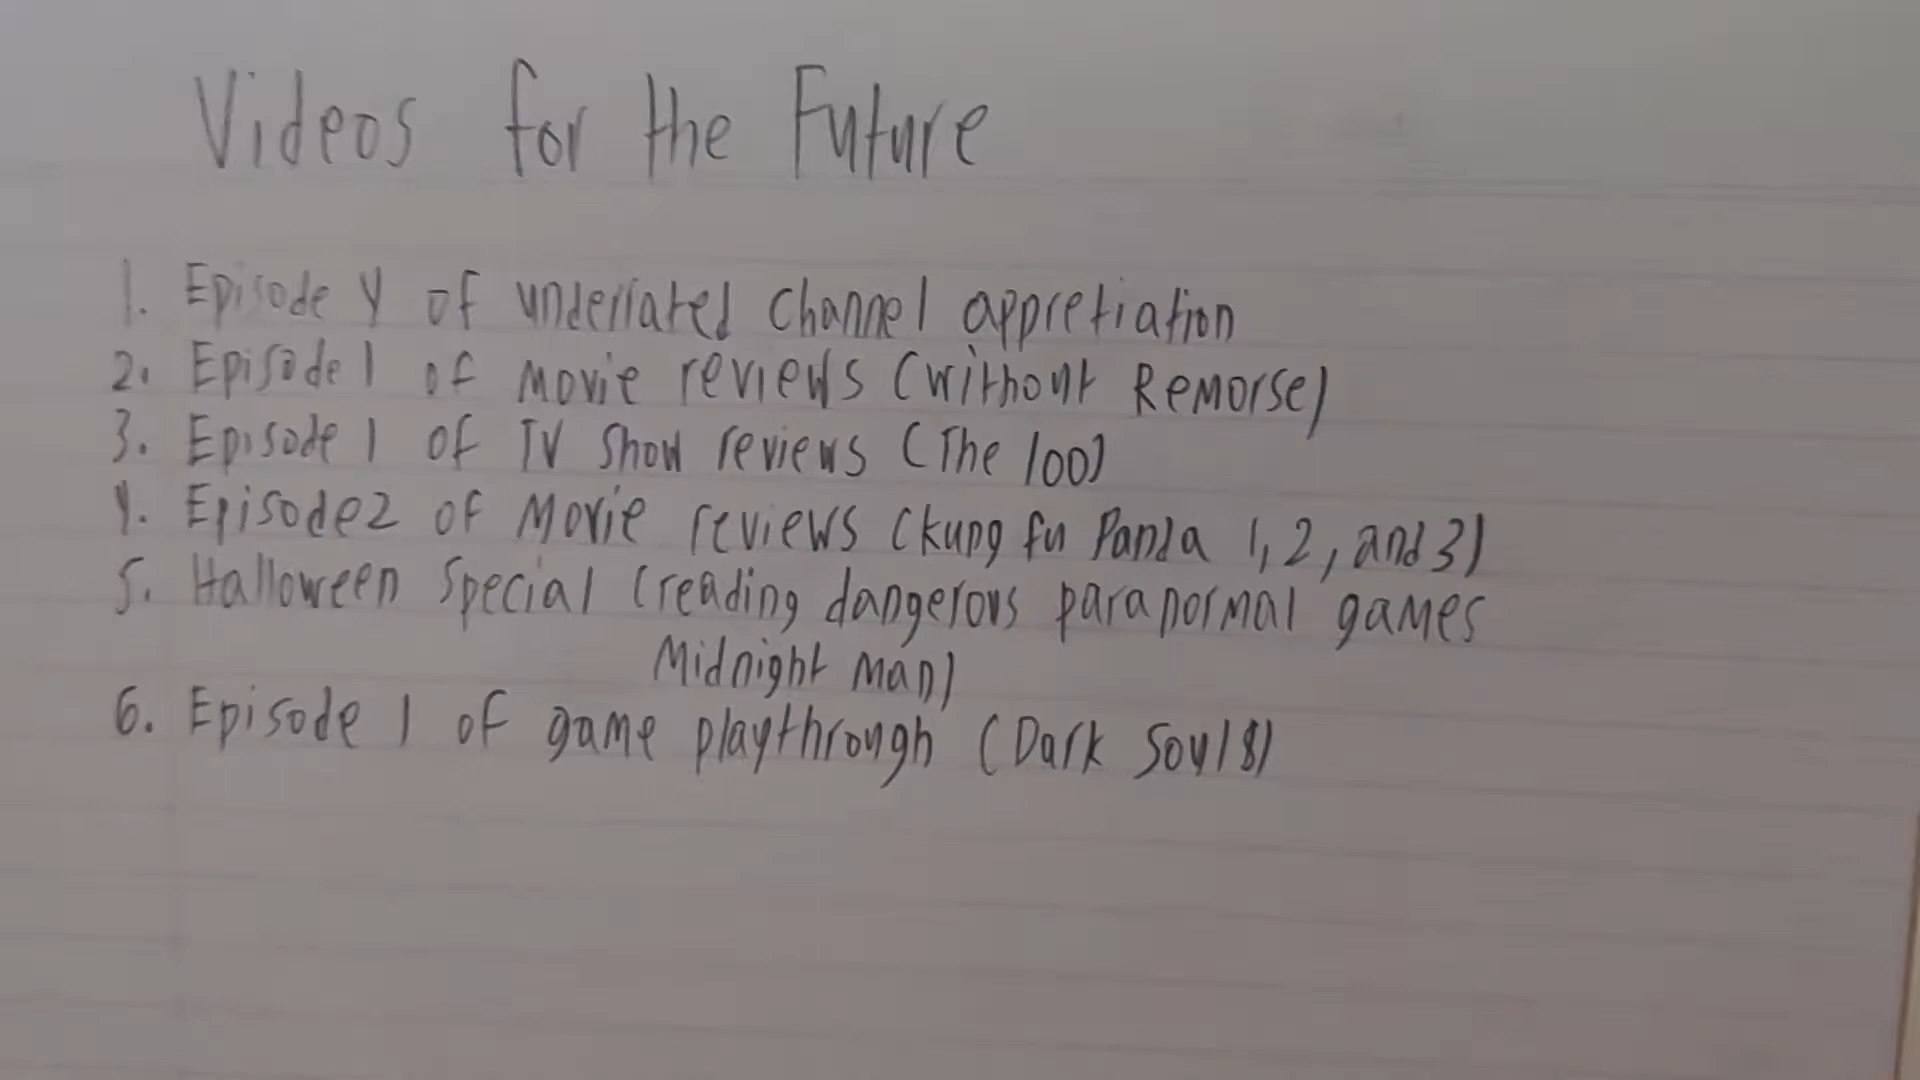 Videos for the Future
1. Episode 4 of underrated channel appretiation
2. Episode 1 of movie reviews (without Remorse)
3. Episode 1 of TV Show reviews (The 100)
4. Episode 2 of Movie reviews (kung fu Panda 1, 2, and 3)
5. Halloween Special (reading dangerous paranormal games
Midnight Man)
6. Episode 1 of game playthrough (Dark Souls)